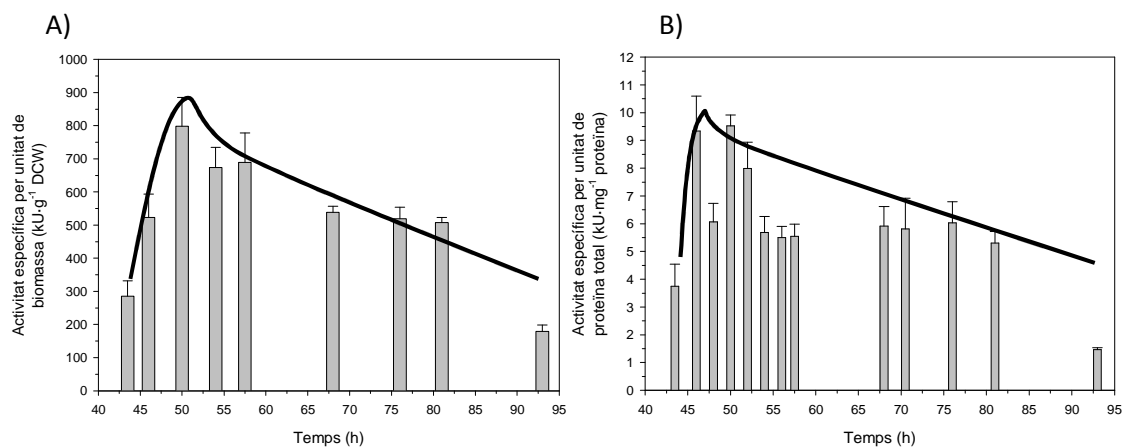 A)
B)
Activitat específica per unitat de
biomassa (kU·g⁻¹ DCW)
1000
900
800
700
600
500
400
300
200
100
0
40 45 50 55 60 65 70 75 80 85 90 95
Temps (h)
Activitat específica per unitat de
proteïna total (kU·mg⁻¹ proteïna)
12
11
10
9
8
7
6
5
4
3
2
1
0
40 45 50 55 60 65 70 75 80 85 90 95
Temps (h)